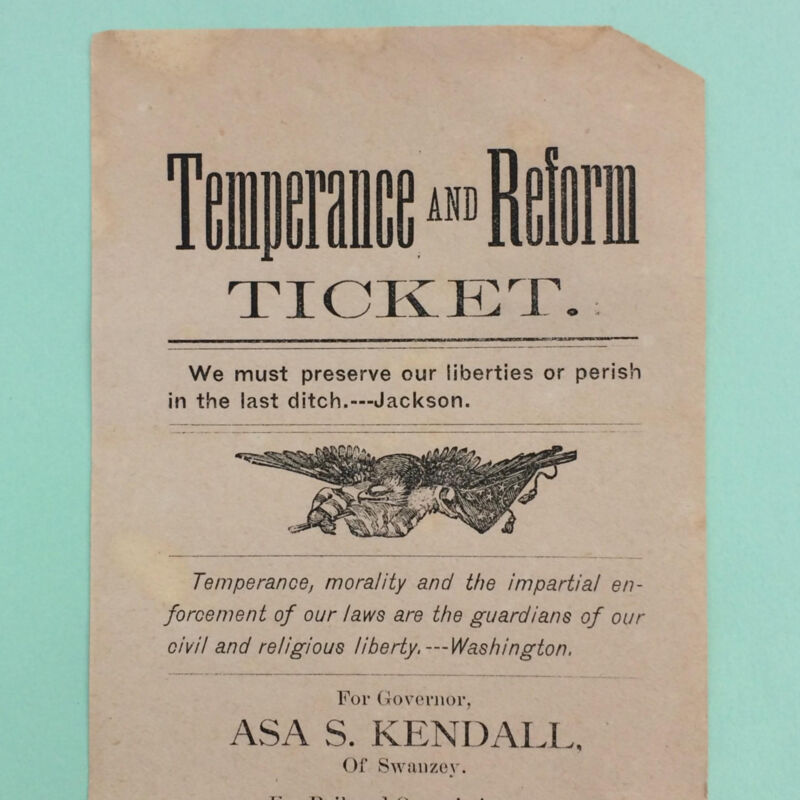 Temperance AND Reform
TICKET.
We must preserve our liberties or perish
in the last ditch.---Jackson.
Temperance, morality and the impartial en-
forcement of our laws are the guardians of our
civil and religious liberty.---Washington.
For Governor,
ASA S. KENDALL,
Of Swanzey.